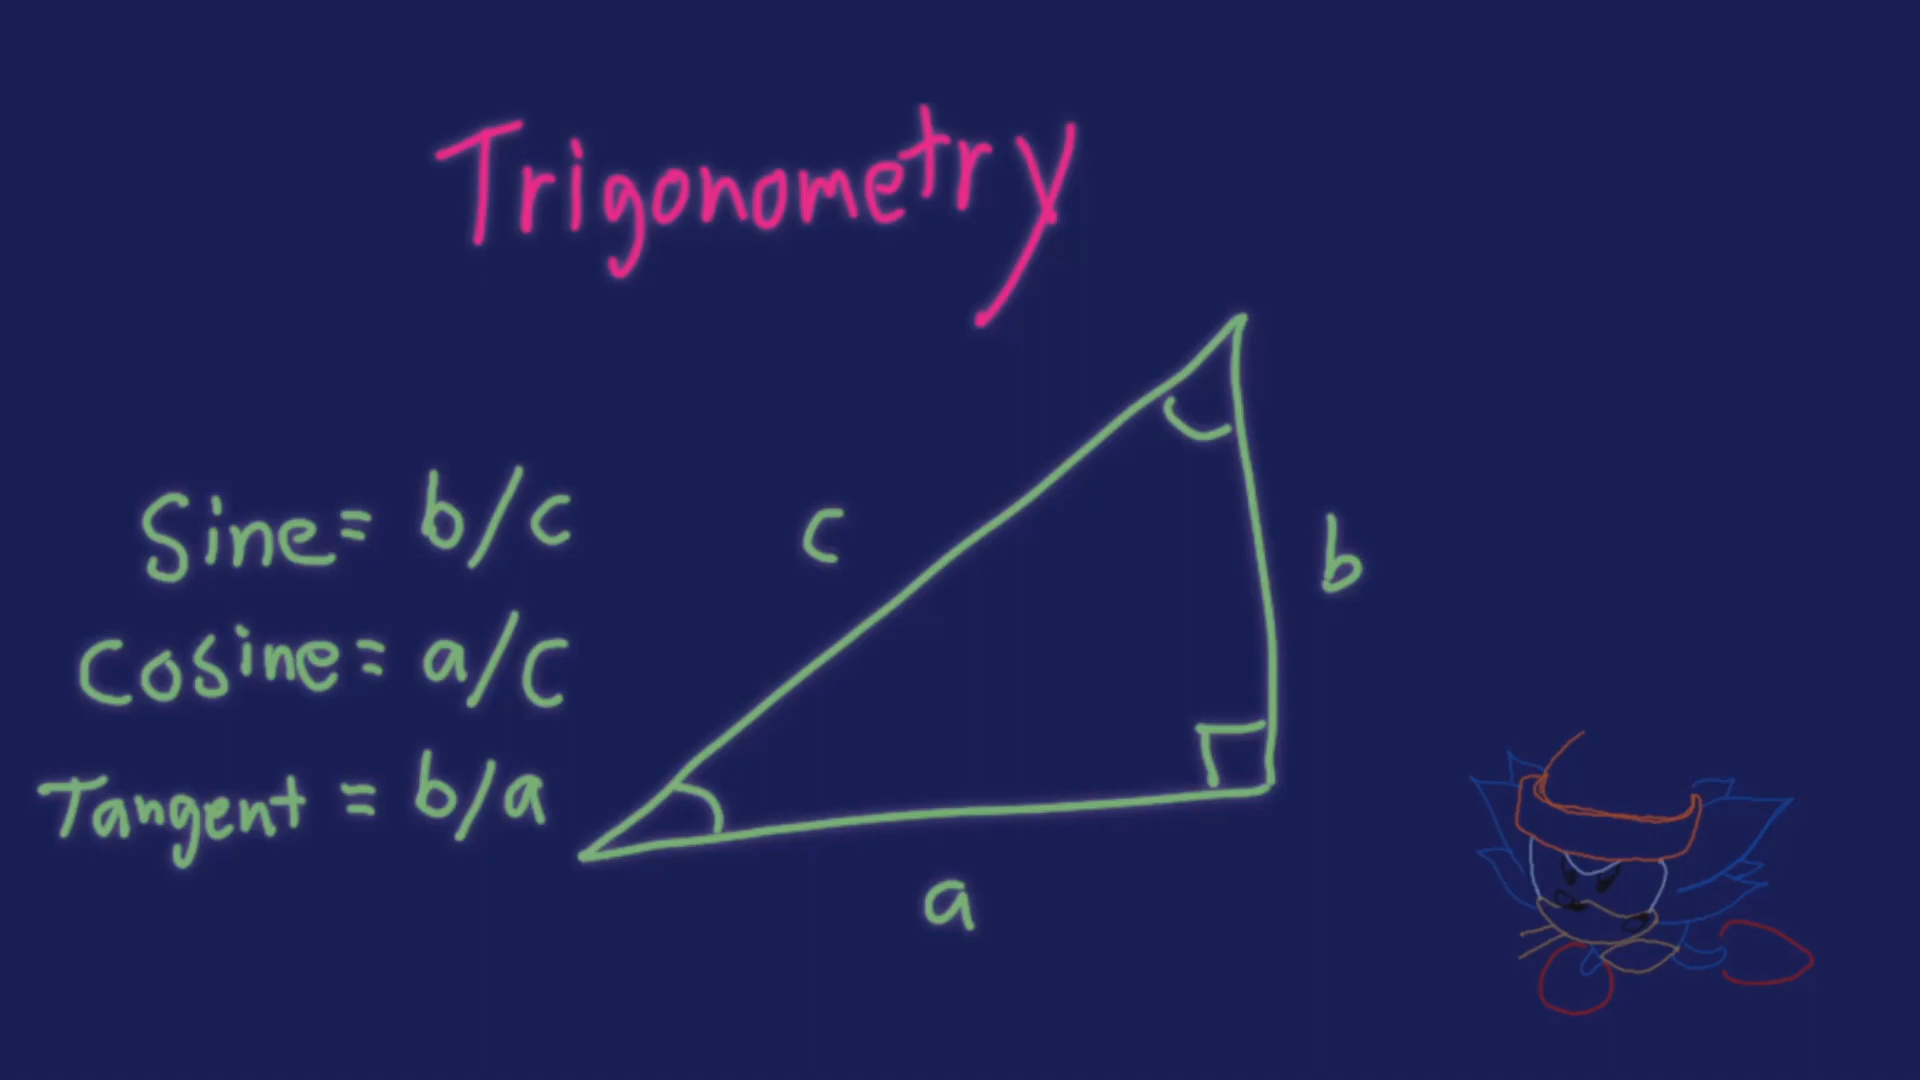 Trigonometry
Sine = b/c
Cosine = a/c
Tangent = b/a
c
b
a